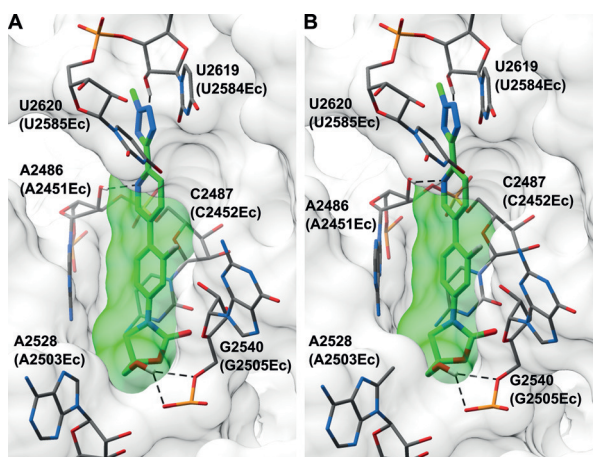 A
U2619
(U2584Ec)
U2620
(U2585Ec)
A2486
(A2451Ec)
C2487
(C2452Ec)
A2528
(A2503Ec)
G2540
(G2505Ec)
B
U2619
(U2584Ec)
U2620
(U2585Ec)
C2487
(C2452Ec)
A2486
(A2451Ec)
A2528
(A2503Ec)
G2540
(G2505Ec)